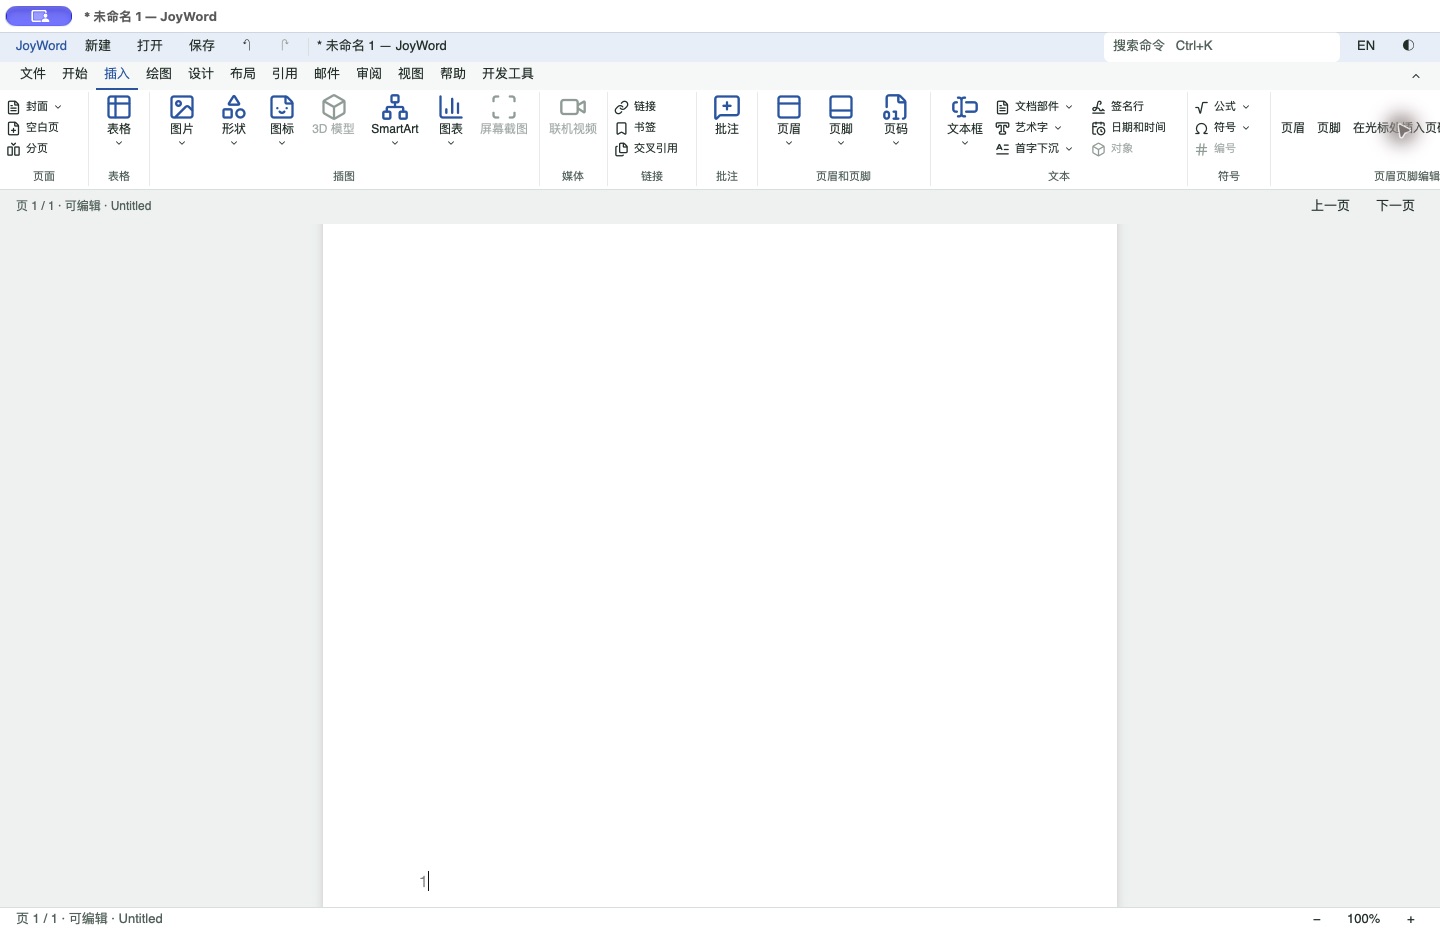 * 未命名 1 — JoyWord
JoyWord 新建 打开 保存 * 未命名 1 — JoyWord 搜索命令 Ctrl+K EN
文件 开始 插入 绘图 设计 布局 引用 邮件 审阅 视图 帮助 开发工具
封面
空白页
分页
页面
表格
表格
图片 形状 图标 3D 模型 SmartArt 图表 屏幕截图
插图
联机视频
媒体
链接
书签
交叉引用
链接
批注
批注
页眉 页脚 页码
页眉和页脚
文本框
文档部件
艺术字
首字下沉
签名行
日期和时间
对象
文本
公式
符号
编号
符号
页眉 页脚 在光标处插入页码
页眉页脚编辑
页 1 / 1 · 可编辑 · Untitled 上一页 下一页
1
页 1 / 1 · 可编辑 · Untitled − 100% +